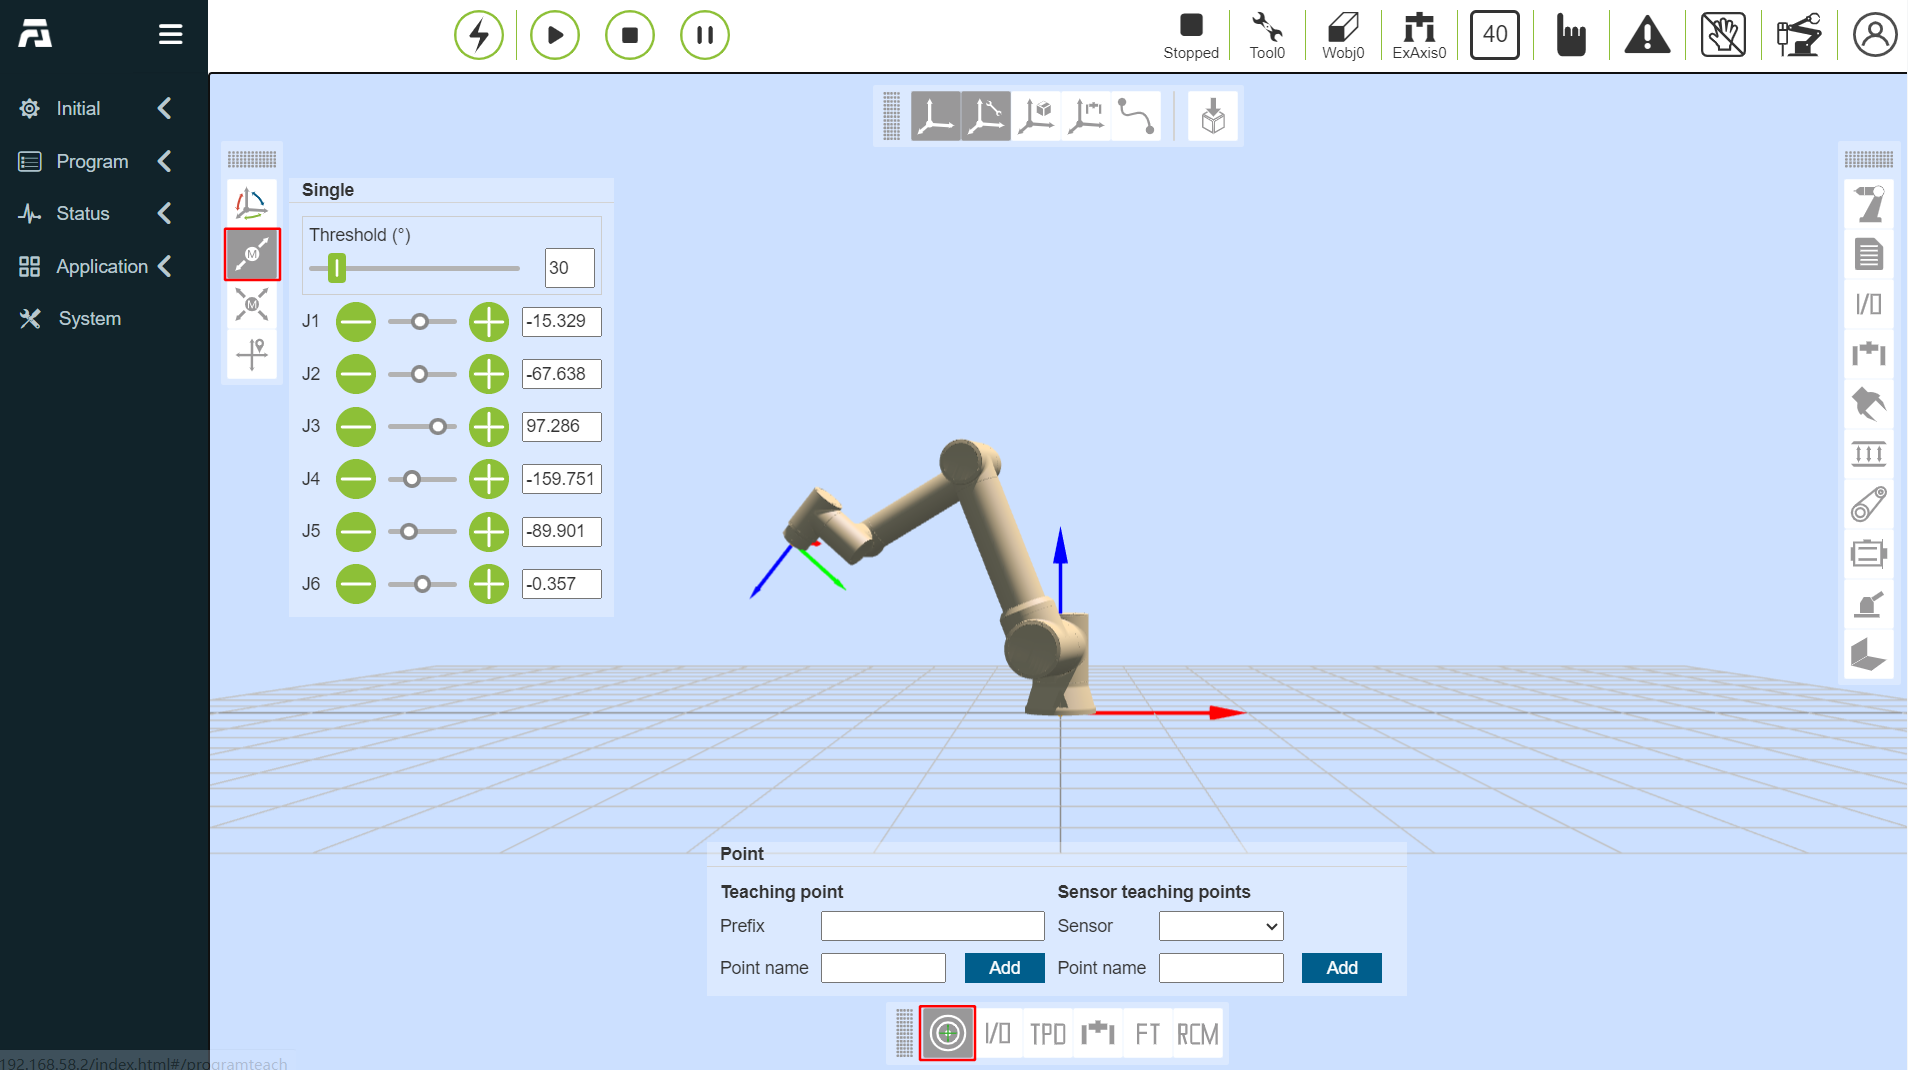 Stopped
Tool0
Wobj0
ExAxis0
40
Initial
Program
Status
Application
System
Single
Threshold (°)
30
J1
-15.329
J2
-67.638
J3
97.286
J4
-159.751
J5
-89.901
J6
-0.357
M
M
I/O
Point
Teaching point
Sensor teaching points
Prefix
Sensor
Point name
Add
Point name
Add
I/O
TPD
FT
RCM
192.168.58.2/index.html#/programteach